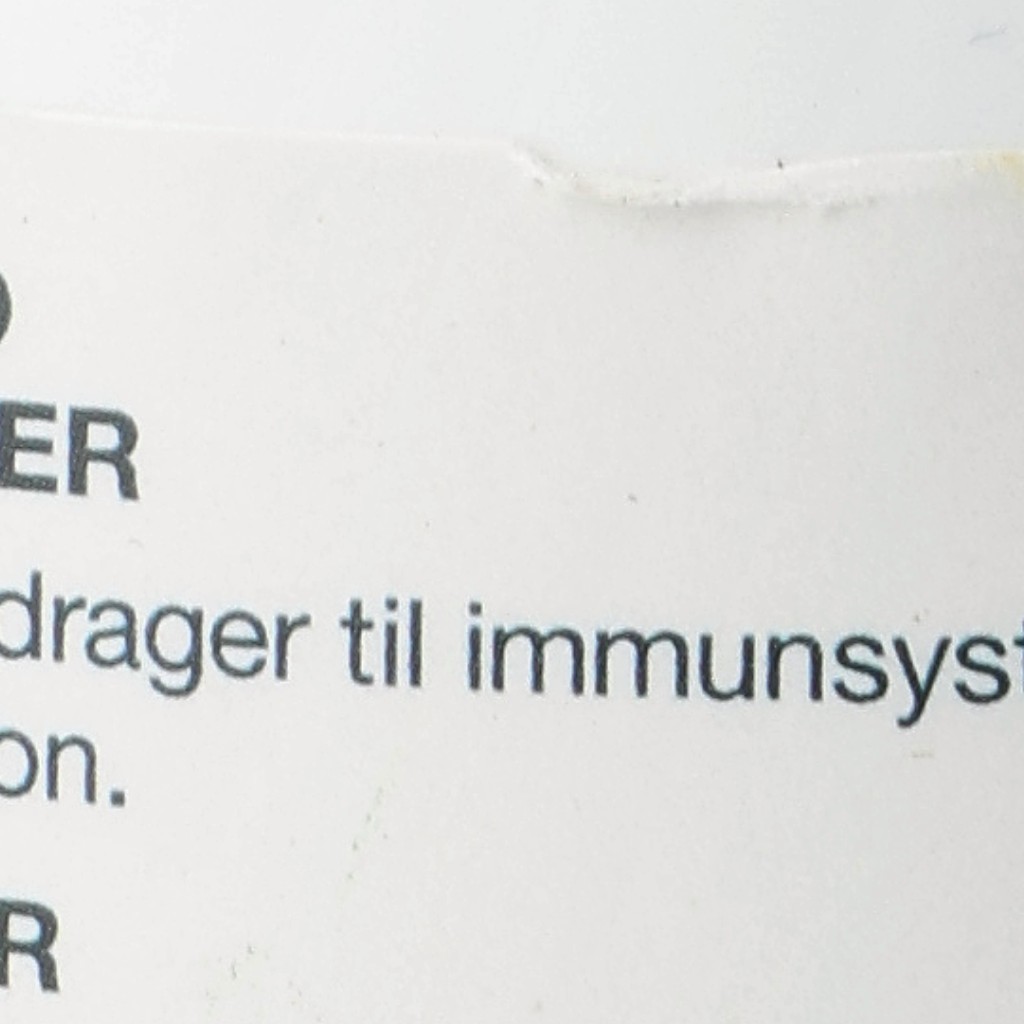 ER
drager til immunsyst
on.
R